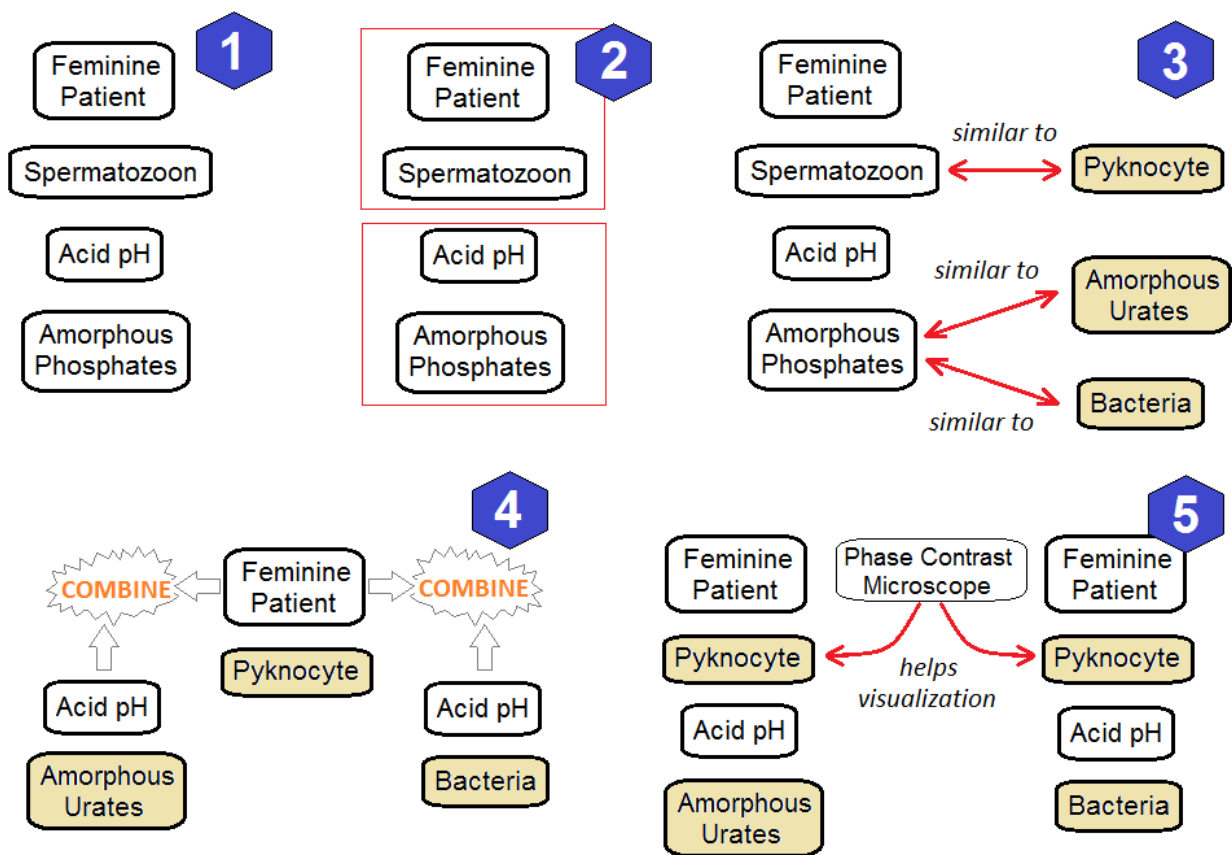 1
Feminine
Patient
Spermatozoon
Acid pH
Amorphous
Phosphates
2
Feminine
Patient
Spermatozoon
Acid pH
Amorphous
Phosphates
3
Feminine
Patient
similar to
Spermatozoon
Pyknocyte
Acid pH
similar to
Amorphous
Urates
Amorphous
Phosphates
similar to
Bacteria
4
COMBINE
Feminine
Patient
COMBINE
Pyknocyte
Acid pH
Amorphous
Urates
Acid pH
Bacteria
5
Feminine
Patient
Phase Contrast
Microscope
Feminine
Patient
Pyknocyte
helps
visualization
Pyknocyte
Acid pH
Acid pH
Amorphous
Urates
Bacteria